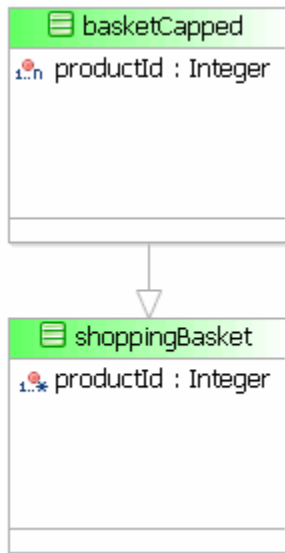 basketCapped
1..n productId : Integer
shoppingBasket
1..* productId : Integer